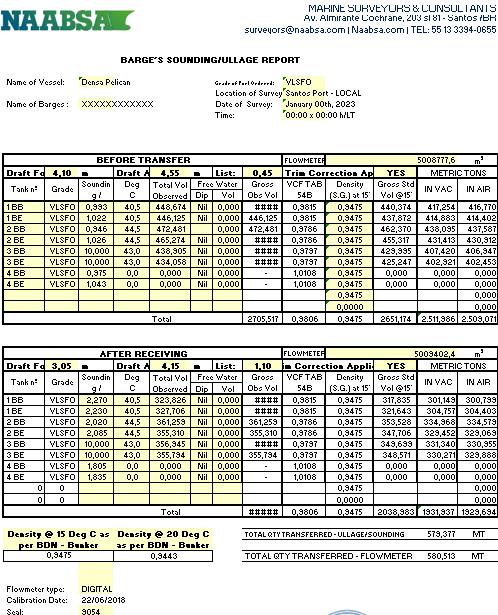 NAABSA
MARINE SURVEYORS & CONSULTANTS
Av. Almirante Cochrane, 203 sl 81 - Santos /BR
surveyors@naabsa.com | Naabsa.com | TEL: 55 13 3394-0655
BARGE'S SOUNDING/ULLAGE REPORT
Name of Vessel: Densa Pelican Grade of Fuel Ordered: VLSFO
Location of Survey Santos Port - LOCAL
Name of Barges : XXXXXXXXXXXX Date of Survey: January 00th, 2023
Time: 00:00 x 00:00 h/LT
BEFORE TRANSFER FLOWMETER 5008777,6 m³
Draft Fo 4,10 m Draft A 4,55 m List: 0,45 Trim Correction Ap YES METRIC TONS
Tank nº Grade Soundin g / Deg C Total Vol Observed Free Water Dip Vol Gross Obs Vol VCF TAB 54B Density (S.G.) at 15 Gross Std Vol @15 IN VAC IN AIR
1 BB VLSFO 0,993 40,5 448,674 Nil 0,000 #### 0,9815 0,9475 440,374 417,254 416,770
1 BE VLSFO 1,022 40,5 446,125 Nil 0,000 446,125 0,9815 0,9475 437,872 414,883 414,402
2 BB VLSFO 0,946 44,5 472,481 Nil 0,000 472,481 0,9786 0,9475 462,370 438,095 437,587
2 BE VLSFO 1,026 44,5 465,274 Nil 0,000 #### 0,9786 0,9475 455,317 431,413 430,912
3 BB VLSFO 10,000 43,0 438,905 Nil 0,000 #### 0,9797 0,9475 429,995 407,420 406,947
3 BE VLSFO 10,000 43,0 434,058 Nil 0,000 #### 0,9797 0,9475 425,247 402,921 402,453
4 BB VLSFO 0,975 0,0 0,000 Nil 0,000 - 1,0108 0,9475 0,000 0,000 0,000
4 BE VLSFO 1,043 0,0 0,000 Nil 0,000 - 1,0108 0,9475 0,000 0,000 0,000
0,9475 0,000
0,0000 0,000
Total 2705,517 0,9806 0,9475 2651,174 2.511,986 2.509,071
AFTER RECEIVING FLOWMETER 5009402,4 m³
Draft Fo 3,05 m Draft A 4,15 m List: 1,10 im Correction Appli YES METRIC TONS
Tank nº Grade Soundin g / Deg C Total Vol Observed Free Water Dip Vol Gross Obs Vol VCF TAB 54B Density (S.G.) at 15 Gross Std Vol @15 IN VAC IN AIR
1 BB VLSFO 2,270 40,5 323,826 Nil 0,000 #### 0,9815 0,9475 317,835 301,149 300,799
1 BE VLSFO 2,230 40,5 327,706 Nil 0,000 #### 0,9815 0,9475 321,643 304,757 304,403
2 BB VLSFO 2,020 44,5 361,259 Nil 0,000 361,259 0,9786 0,9475 353,528 334,968 334,579
2 BE VLSFO 2,085 44,5 355,310 Nil 0,000 355,310 0,9786 0,9475 347,706 329,452 329,069
3 BB VLSFO 10,000 43,0 356,945 Nil 0,000 #### 0,9797 0,9475 349,699 331,340 330,955
3 BE VLSFO 10,000 43,0 355,794 Nil 0,000 355,794 0,9797 0,9475 348,571 330,271 329,888
4 BB VLSFO 1,805 0,0 0,000 Nil 0,000 - 1,0108 0,9475 0,000 0,000 0,000
4 BE VLSFO 1,835 0,0 0,000 Nil 0,000 - 1,0108 0,9475 0,000 0,000 0,000
0 0 0,9475 0,000
0 0 0,0000 0,000
Total ##### 0,9806 0,9475 2038,983 1931,937 1929,694
Density @ 15 Deg C as per BDN - Bunker Density @ 20 Deg C as per BDN - Bunker
0,9475 0,9443
TOTAL QTY TRANSFERRED - ULLAGE/SOUNDING 579,377 MT
TOTAL QTY TRANSFERRED - FLOWMETER 580,513 MT
Flowmeter type: DIGITAL
Calibration Date: 22/06/2018
Seal: 9054